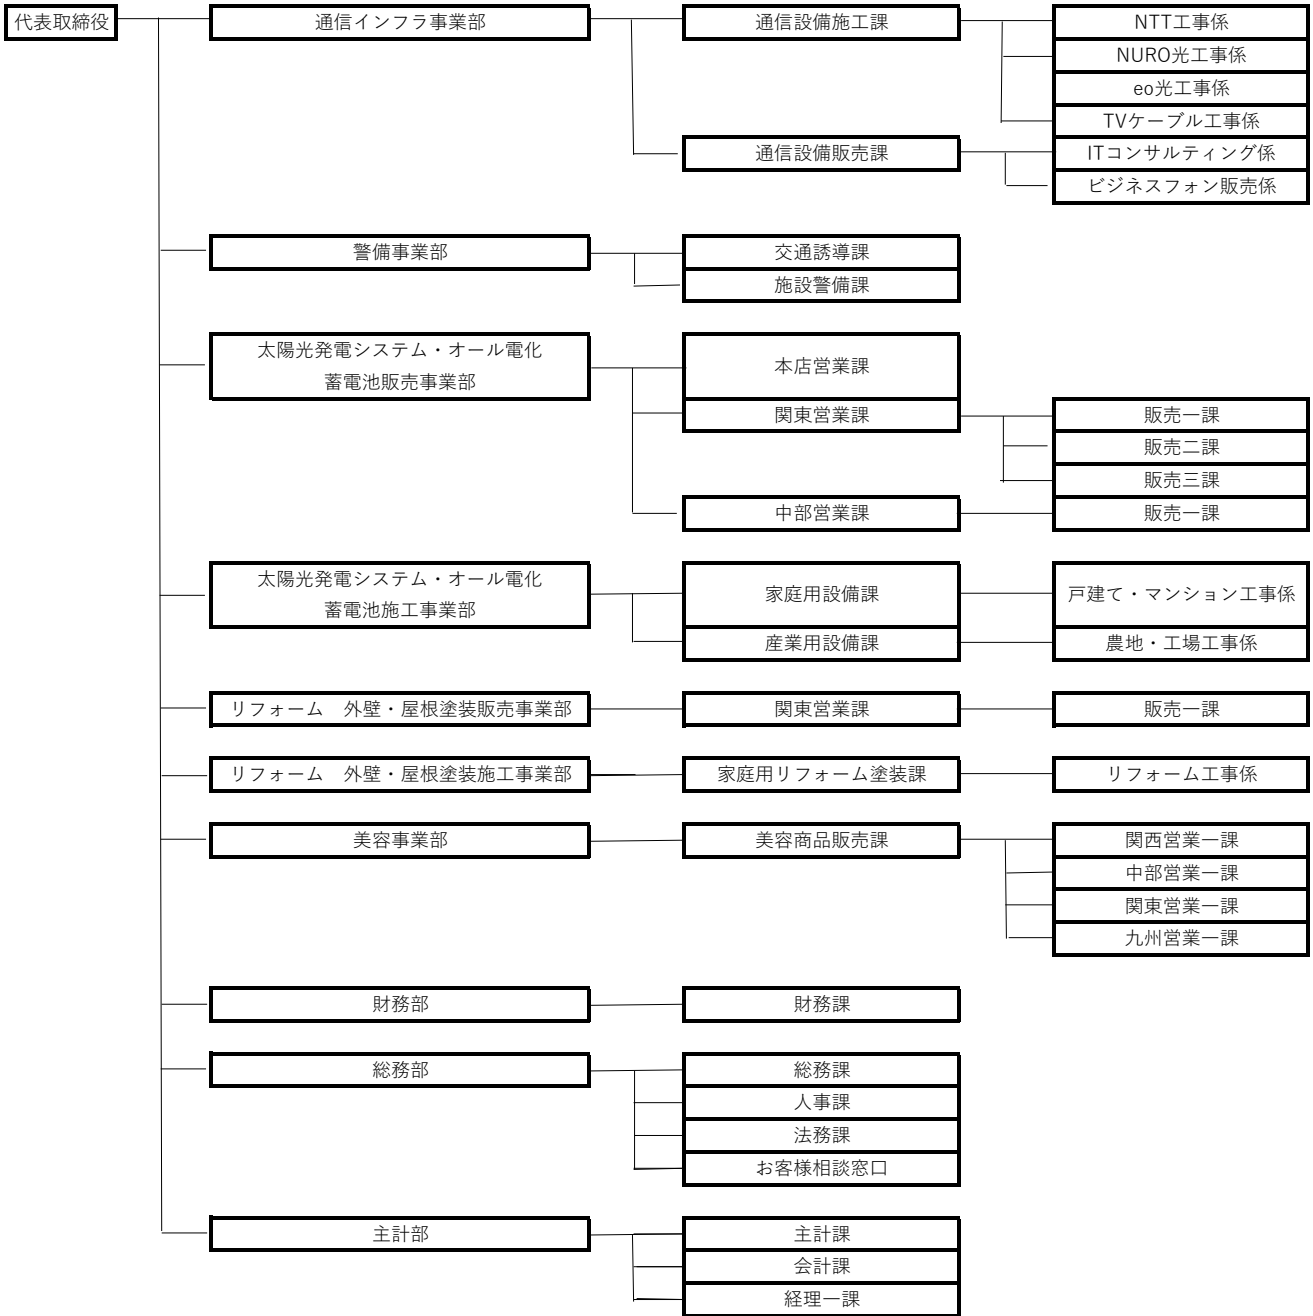 代表取締役
通信インフラ事業部
通信設備施工課
NTT工事係
NURO光工事係
eo光工事係
TVケーブル工事係
通信設備販売課
ITコンサルティング係
ビジネスフォン販売係
警備事業部
交通誘導課
施設警備課
太陽光発電システム・オール電化
蓄電池販売事業部
本店営業課
関東営業課
販売一課
販売二課
販売三課
中部営業課
販売一課
太陽光発電システム・オール電化
蓄電池施工事業部
家庭用設備課
戸建て・マンション工事係
産業用設備課
農地・工場工事係
リフォーム　外壁・屋根塗装販売事業部
関東営業課
販売一課
リフォーム　外壁・屋根塗装施工事業部
家庭用リフォーム塗装課
リフォーム工事係
美容事業部
美容商品販売課
関西営業一課
中部営業一課
関東営業一課
九州営業一課
財務部
財務課
総務部
総務課
人事課
法務課
お客様相談窓口
主計部
主計課
会計課
経理一課